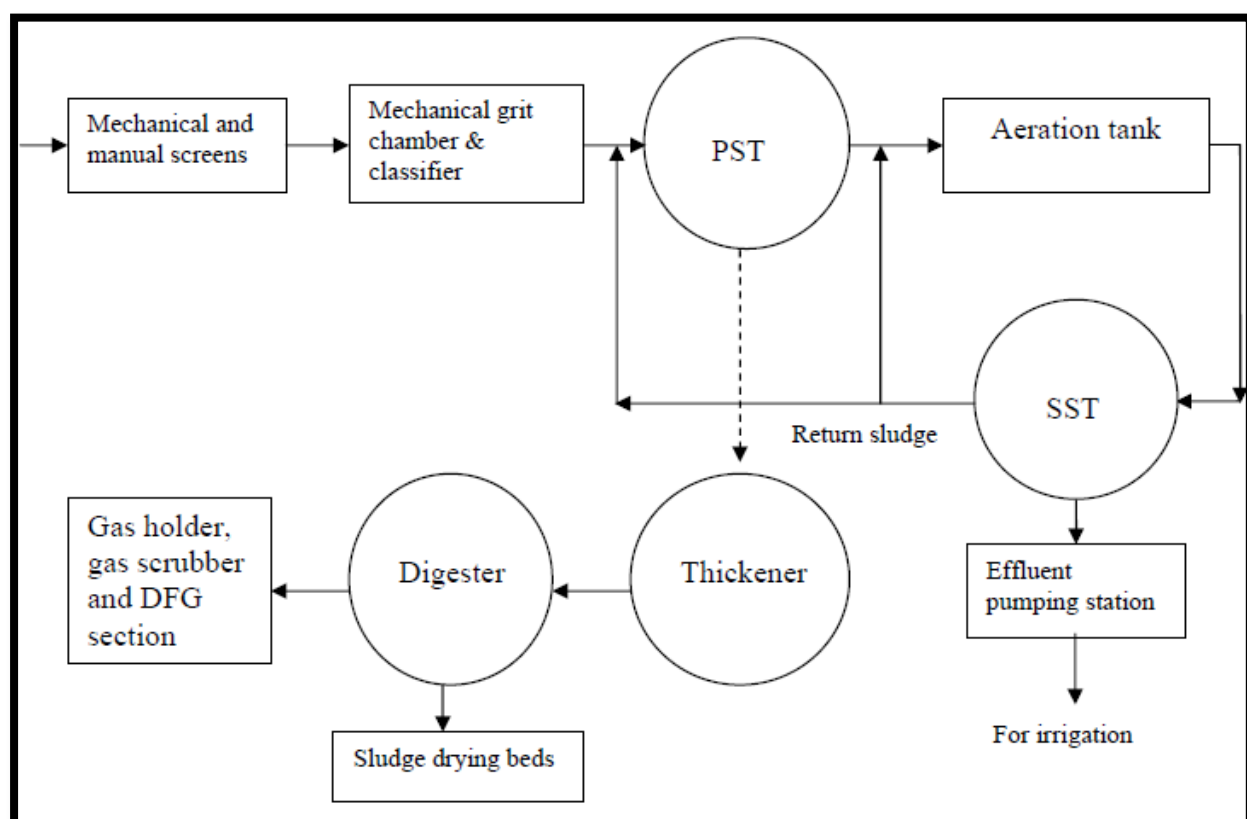 Mechanical and
manual screens
Mechanical grit
chamber &
classifier
PST
Aeration tank
SST
Return sludge
Gas holder,
gas scrubber
and DFG
section
Digester
Thickener
Effluent
pumping station
Sludge drying beds
For irrigation